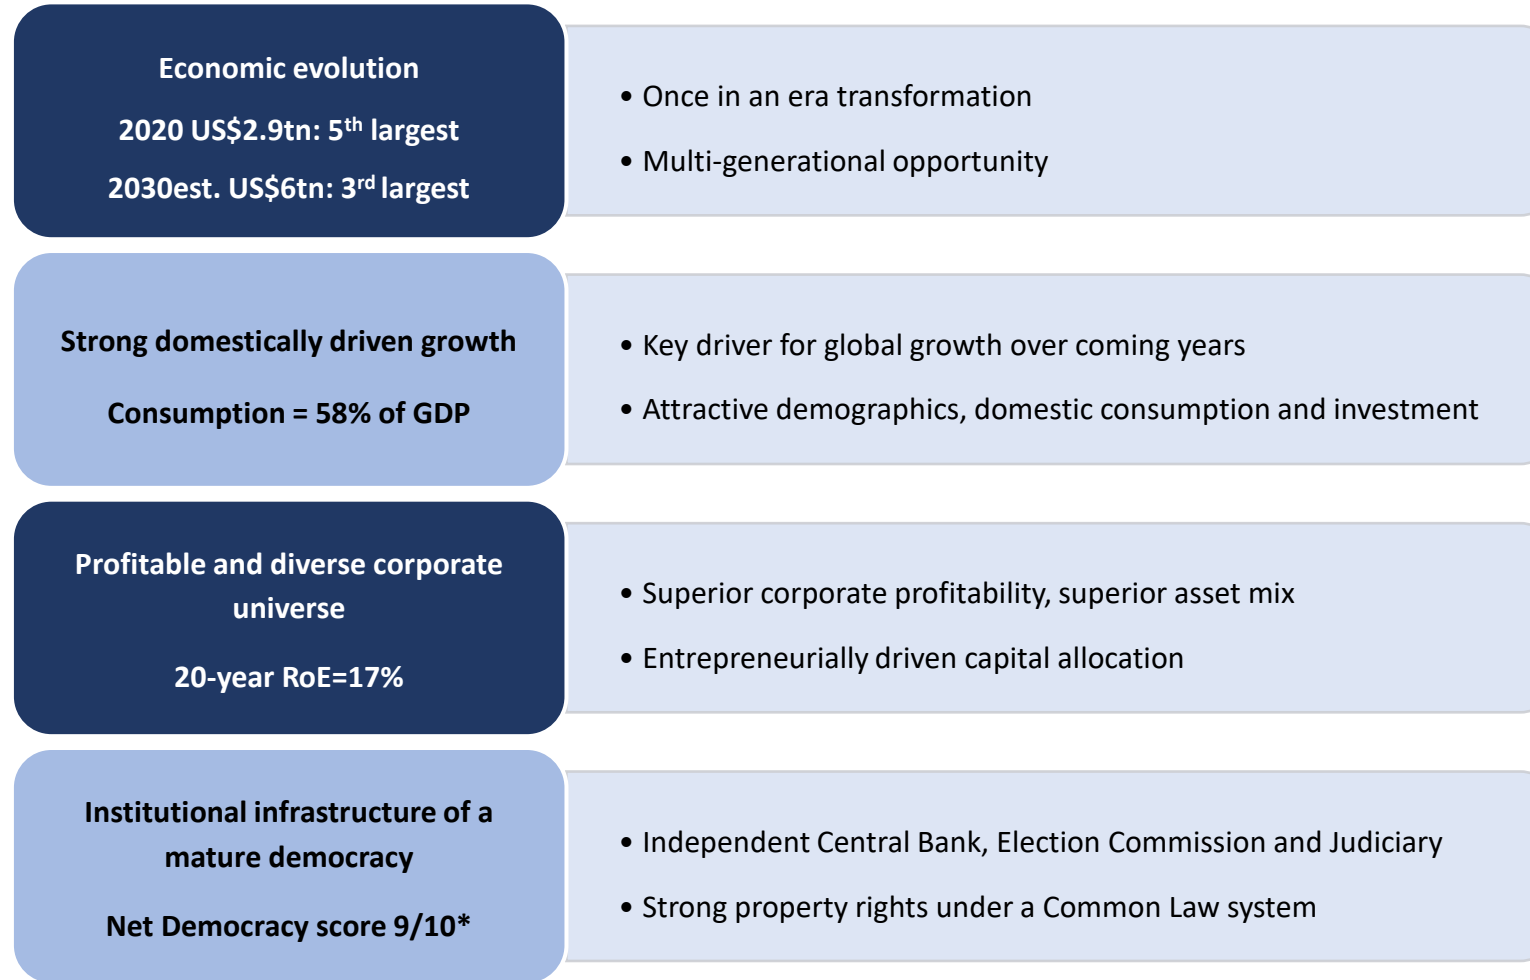 Economic evolution
2020 US$2.9tn: 5th largest
2030est. US$6tn: 3rd largest
• Once in an era transformation
• Multi-generational opportunity
Strong domestically driven growth
Consumption = 58% of GDP
• Key driver for global growth over coming years
• Attractive demographics, domestic consumption and investment
Profitable and diverse corporate
universe
20-year RoE=17%
• Superior corporate profitability, superior asset mix
• Entrepreneurially driven capital allocation
Institutional infrastructure of a
mature democracy
Net Democracy score 9/10*
• Independent Central Bank, Election Commission and Judiciary
• Strong property rights under a Common Law system